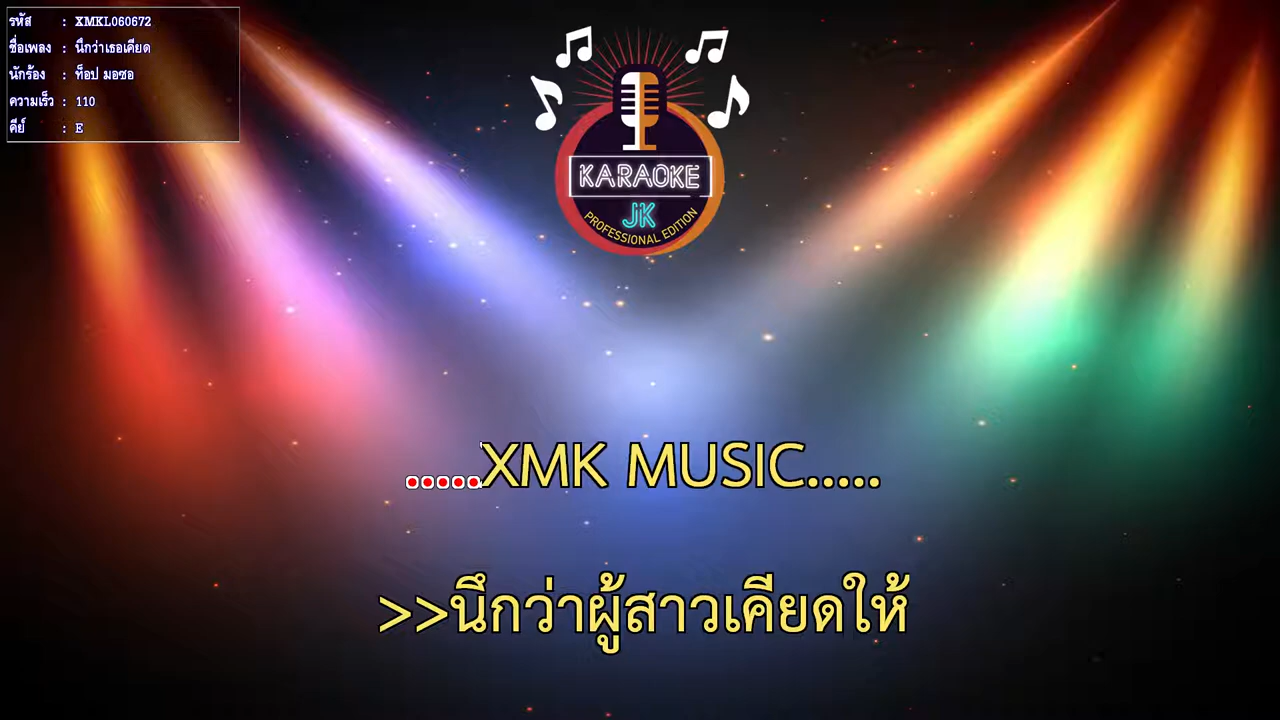 รหัส : XMKL060672
ชื่อเพลง : นึกว่าเธอเคียด
นักร้อง : ท็อป มอซอ
ความเร็ว : 110
คีย์ : E
KARAOKE
JK
PROFESSIONAL EDITION
.....XMK MUSIC.....
>>นึกว่าผู้สาวเคียดให้